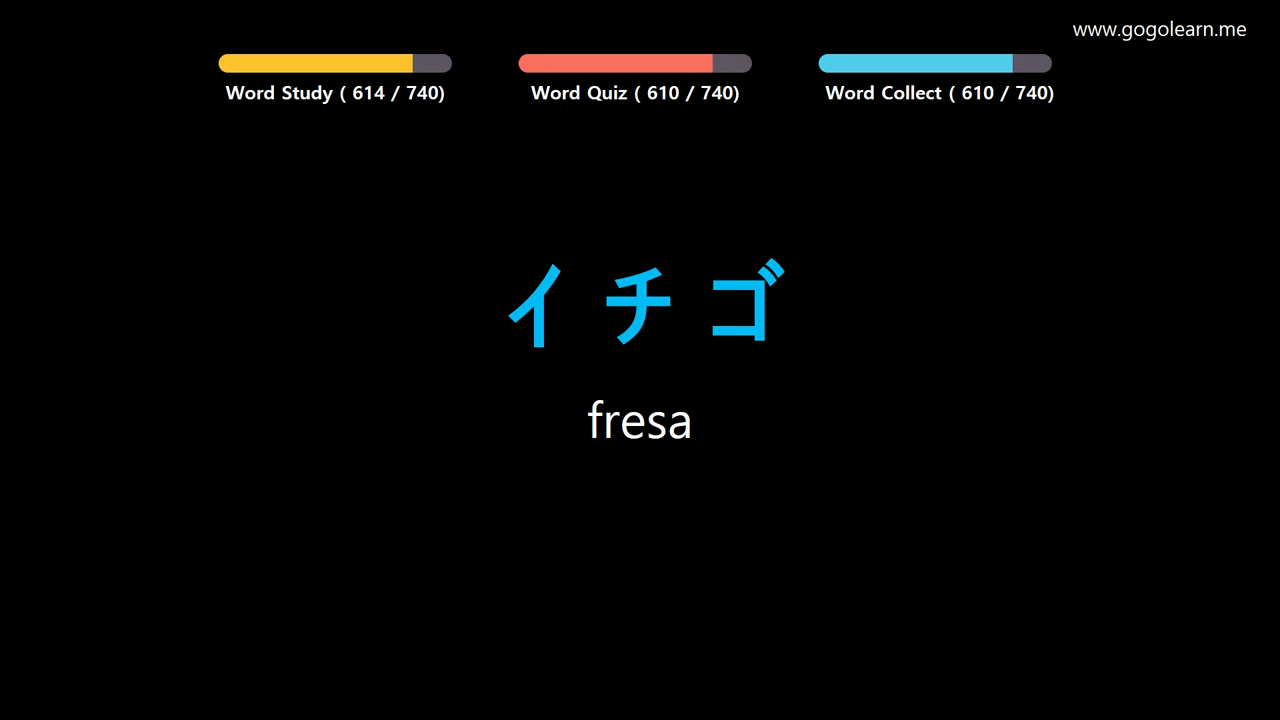 www.gogolearn.me
Word Study ( 614 / 740)
Word Quiz ( 610 / 740)
Word Collect ( 610 / 740)
イチゴ
fresa